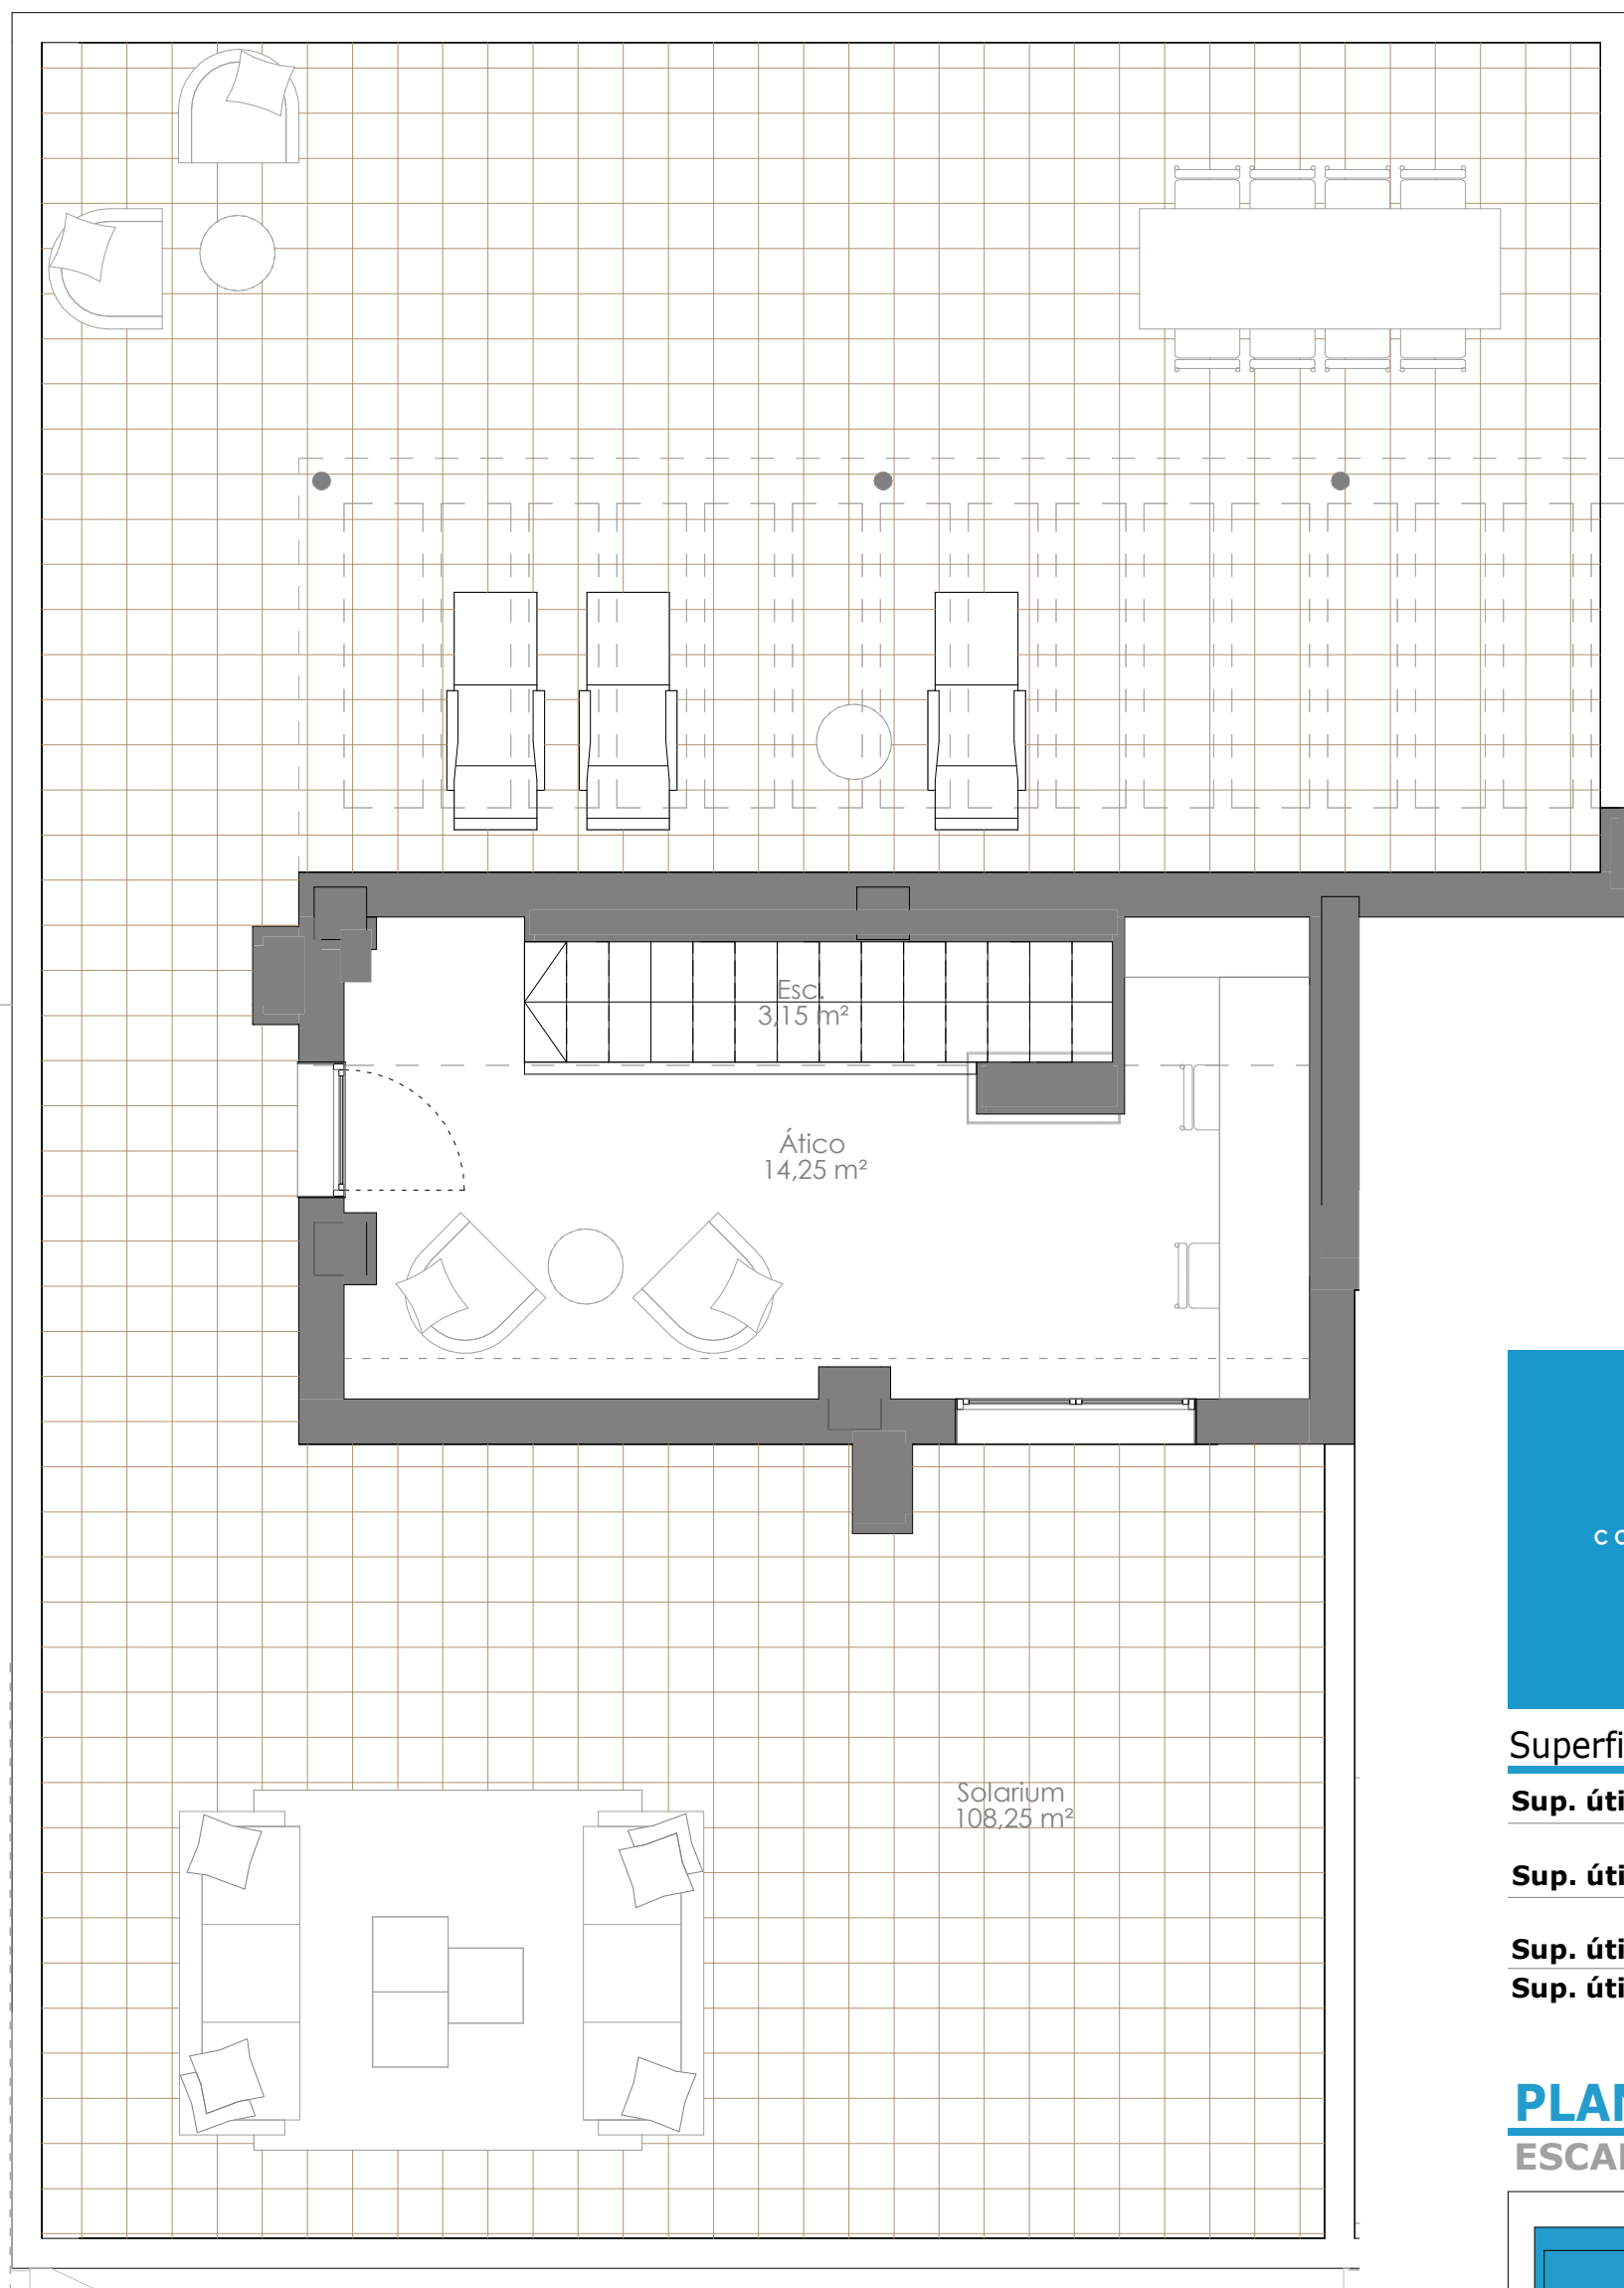 Esc.
3,15 m²
Ático
14,25 m²
Solarium
108,25 m²
Superfi
Sup. úti
Sup. úti
Sup. úti
Sup. úti
PLAN
ESCAL